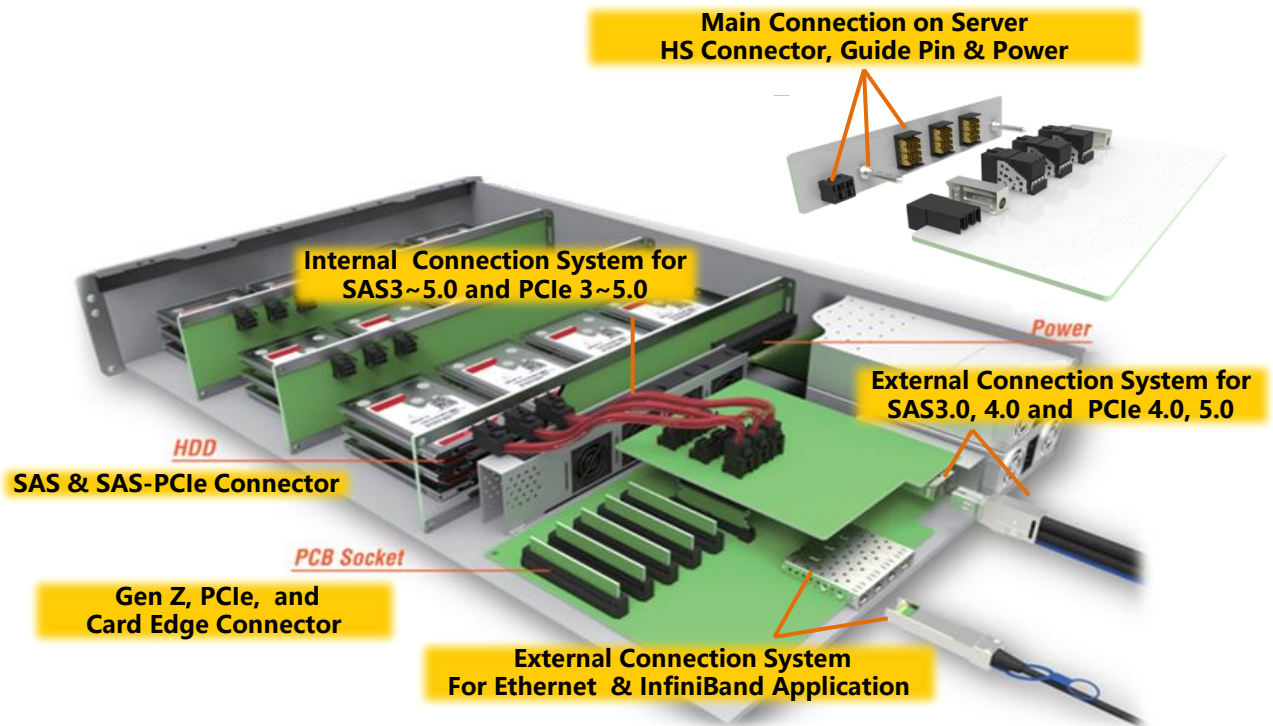 Main Connection on Server
HS Connector, Guide Pin & Power
Internal  Connection System for
SAS3~5.0 and PCIe 3~5.0
Power
External Connection System for
SAS3.0, 4.0 and  PCIe 4.0, 5.0
HDD
SAS & SAS-PCIe Connector
PCB Socket
Gen Z, PCIe,  and
Card Edge Connector
External Connection System
For Ethernet  & InfiniBand Application